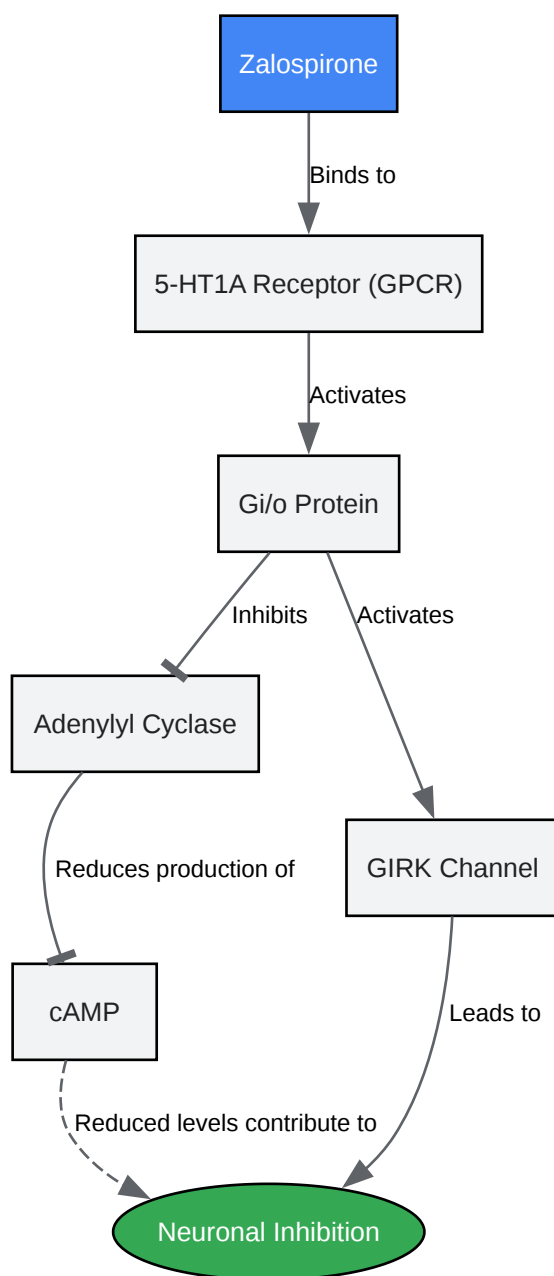 Zalospirone
Binds to
5-HT1A Receptor (GPCR)
Activates
Gi/o Protein
Inhibits
Activates
Adenylyl Cyclase
Reduces production of
GIRK Channel
cAMP
Leads to
Reduced levels contribute to
Neuronal Inhibition